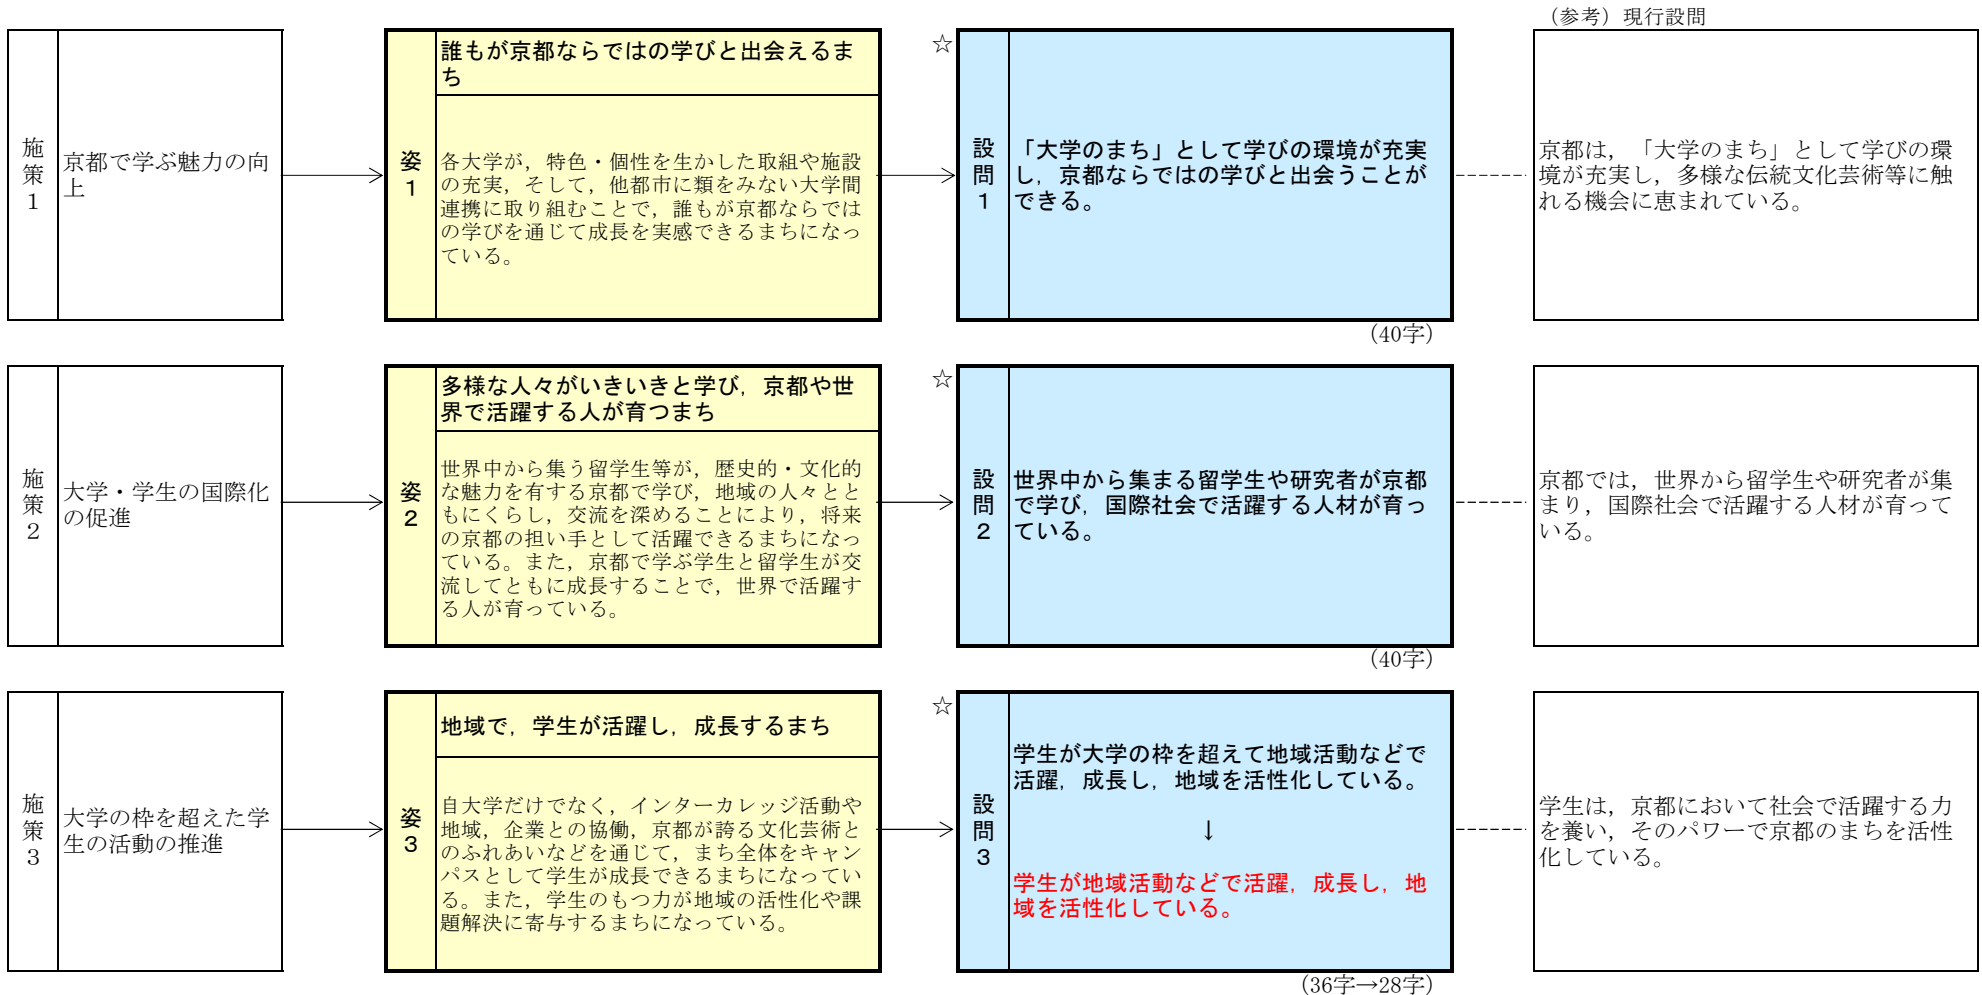 （参考）現行設問
施策1
京都で学ぶ魅力の向
上
姿1
誰もが京都ならではの学びと出会えるま
ち
各大学が，特色・個性を生かした取組や施設
の充実，そして，他都市に類をみない大学間
連携に取り組むことで，誰もが京都ならでは
の学びを通じて成長を実感できるまちになっ
ている。
☆
設問1
「大学のまち」として学びの環境が充実
し，京都ならではの学びと出会うことが
できる。
（40字）
京都は，「大学のまち」として学びの環
境が充実し，多様な伝統文化芸術等に触
れる機会に恵まれている。
施策2
大学・学生の国際化
の促進
姿2
多様な人々がいきいきと学び，京都や世
界で活躍する人が育つまち
世界中から集う留学生等が，歴史的・文化的
な魅力を有する京都で学び，地域の人々とと
もにくらし，交流を深めることにより，将来
の京都の担い手として活躍できるまちになっ
ている。また，京都で学ぶ学生と留学生が交
流してともに成長することで，世界で活躍す
る人が育っている。
☆
設問2
世界中から集まる留学生や研究者が京都
で学び，国際社会で活躍する人材が育っ
ている。
（40字）
京都では，世界から留学生や研究者が集
まり，国際社会で活躍する人材が育って
いる。
施策3
大学の枠を超えた学
生の活動の推進
姿3
地域で，学生が活躍し，成長するまち
自大学だけでなく，インターカレッジ活動や
地域，企業との協働，京都が誇る文化芸術と
のふれあいなどを通じて，まち全体をキャン
パスとして学生が成長できるまちになってい
る。また，学生のもつ力が地域の活性化や課
題解決に寄与するまちになっている。
☆
設問3
学生が大学の枠を超えて地域活動などで
活躍，成長し，地域を活性化している。
↓
学生が地域活動などで活躍，成長し，地
域を活性化している。
（36字→28字）
学生は，京都において社会で活躍する力
を養い，そのパワーで京都のまちを活性
化している。